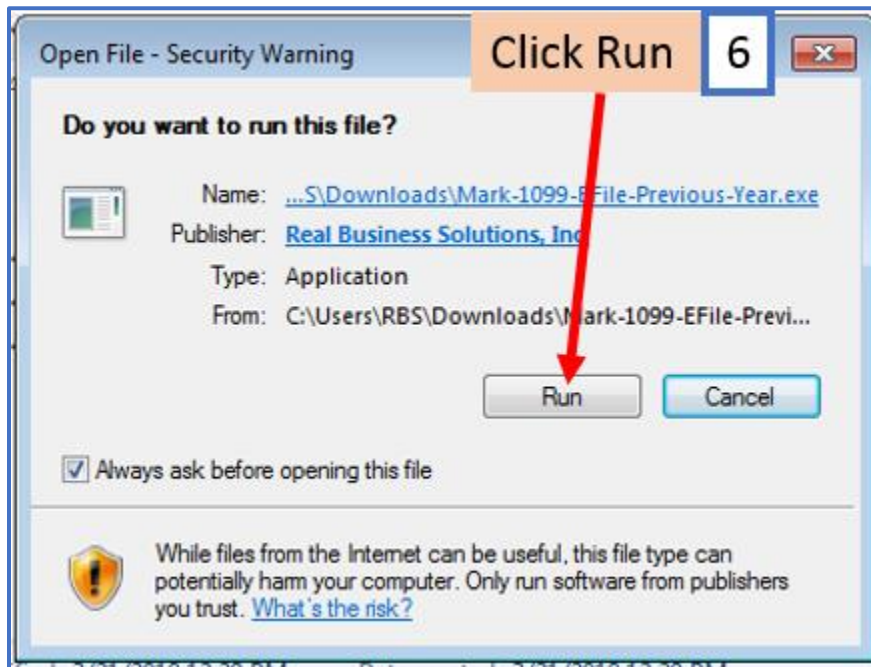 Open File - Security Warning
Click Run 6
Do you want to run this file?
Name: ...S\Downloads\Mark-1099-EFile-Previous-Year.exe
Publisher: Real Business Solutions, Inc
Type: Application
From: C:\Users\RBS\Downloads\Mark-1099-EFile-Previ...
Run Cancel
Always ask before opening this file
While files from the Internet can be useful, this file type can
potentially harm your computer. Only run software from publishers
you trust. What's the risk?